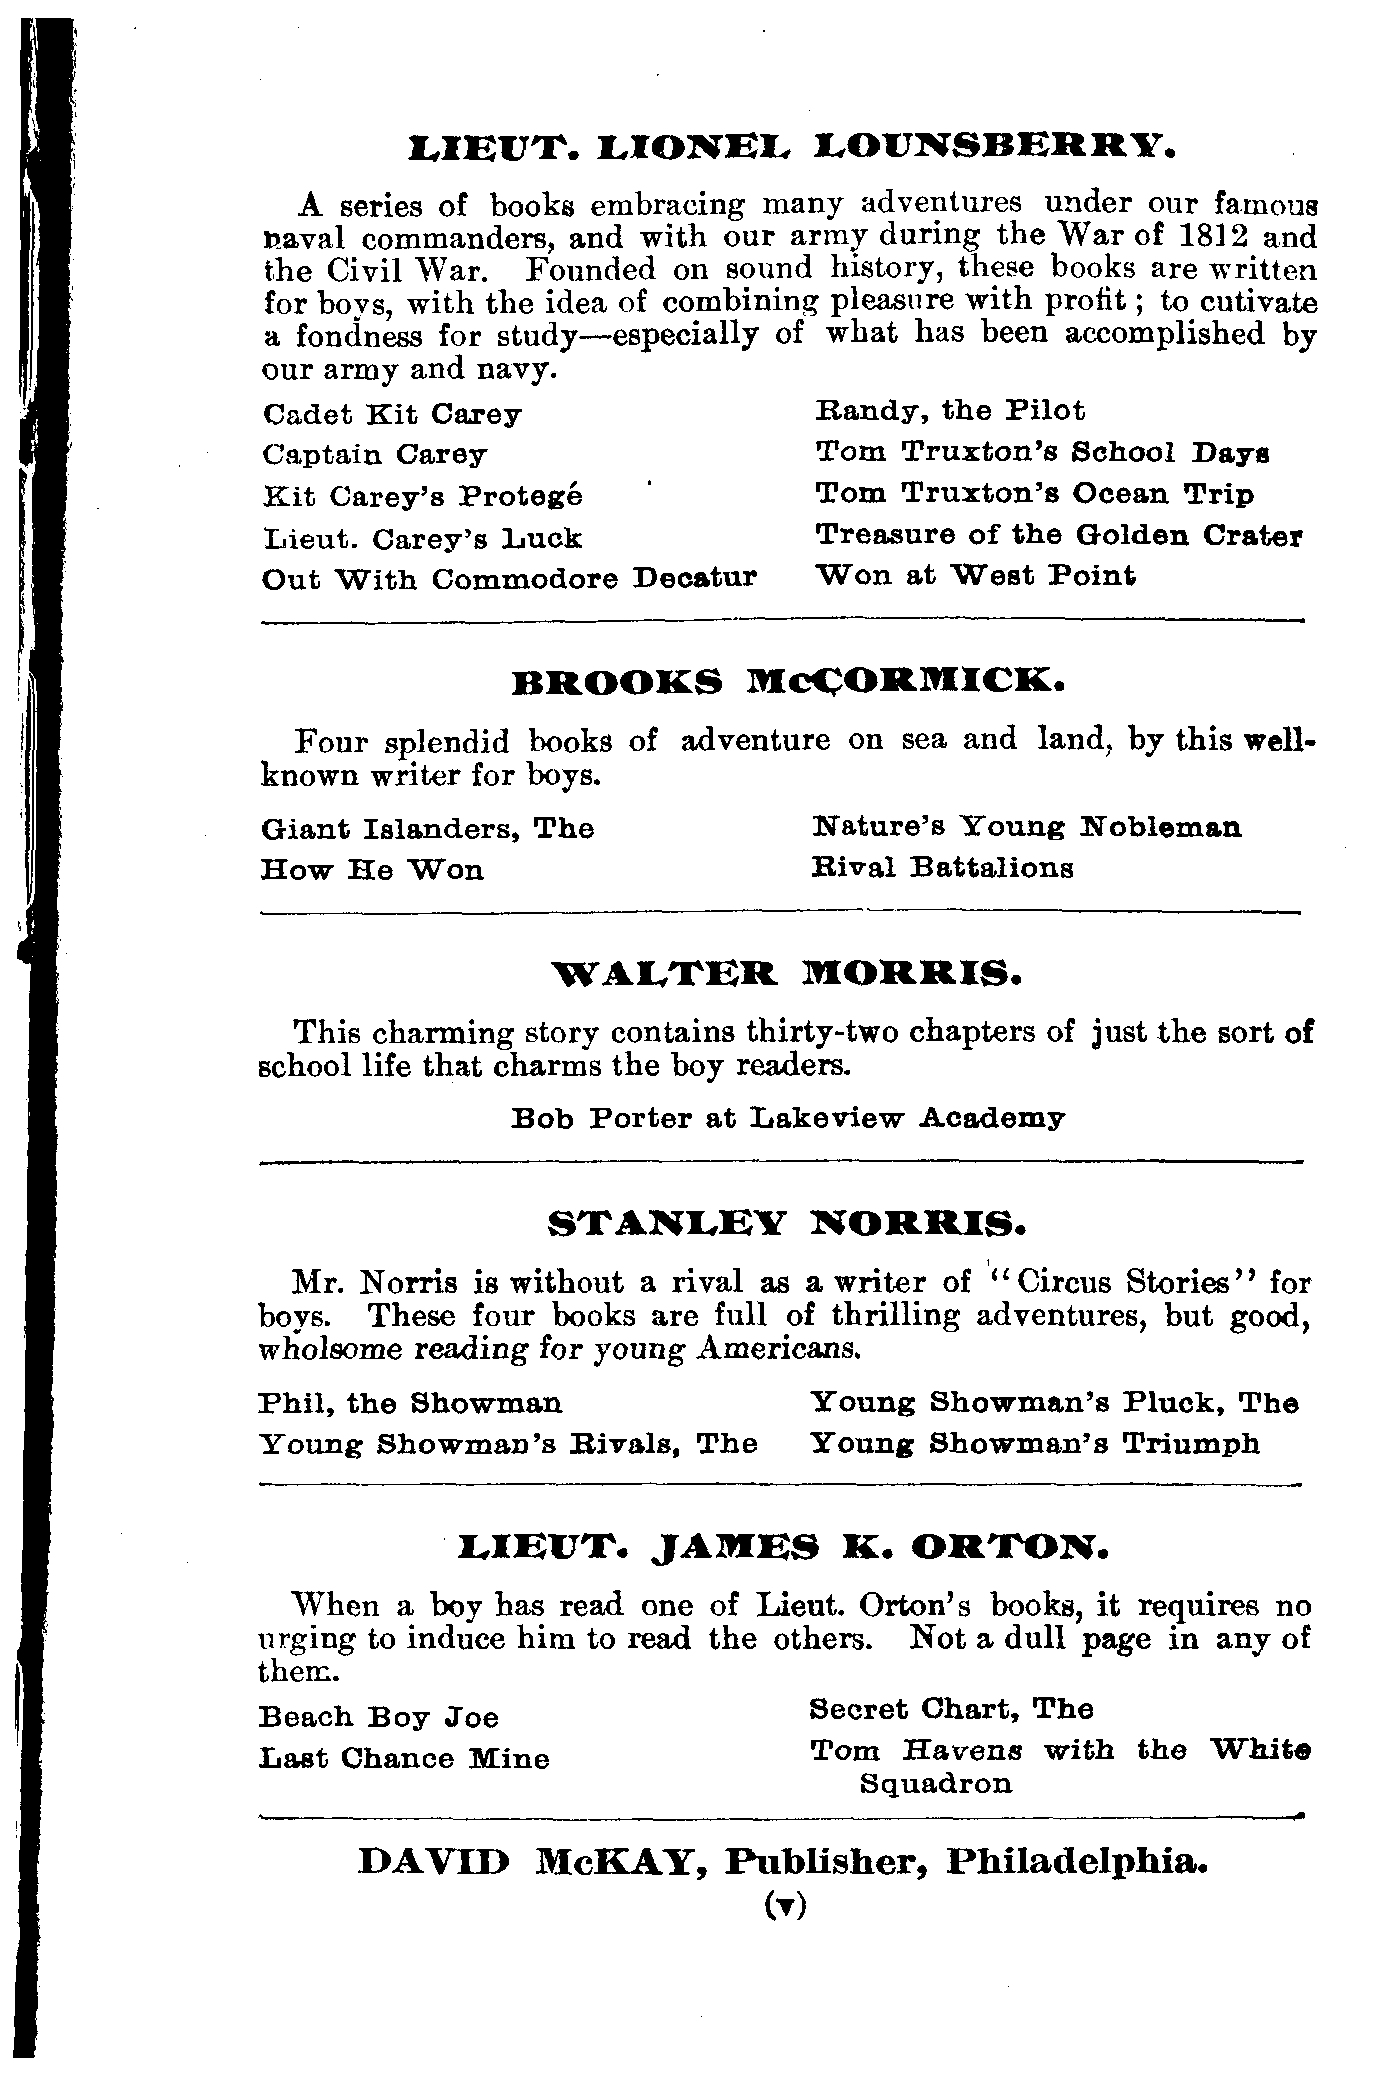 LIEUT. LIONEL LOUNSBERRY.
A series of books embracing many adventures under our famous
naval commanders, and with our army during the War of 1812 and
the Civil War. Founded on sound history, these books are written
for boys, with the idea of combining pleasure with profit; to cutivate
a fondness for study—especially of what has been accomplished by
our army and navy.
Cadet Kit Carey
Captain Carey
Kit Carey's Protegé
Lieut. Carey's Luck
Out With Commodore Decatur
Randy, the Pilot
Tom Truxton's School Days
Tom Truxton's Ocean Trip
Treasure of the Golden Crater
Won at West Point
BROOKS McCORMICK.
Four splendid books of adventure on sea and land, by this well-
known writer for boys.
Giant Islanders, The
How He Won
Nature's Young Nobleman
Rival Battalions
WALTER MORRIS.
This charming story contains thirty-two chapters of just the sort of
school life that charms the boy readers.
Bob Porter at Lakeview Academy
STANLEY NORRIS.
Mr. Norris is without a rival as a writer of "Circus Stories" for
boys. These four books are full of thrilling adventures, but good,
wholsome reading for young Americans.
Phil, the Showman
Young Showman's Rivals, The
Young Showman's Pluck, The
Young Showman's Triumph
LIEUT. JAMES K. ORTON.
When a boy has read one of Lieut. Orton's books, it requires no
urging to induce him to read the others. Not a dull page in any of
them.
Beach Boy Joe
Last Chance Mine
Secret Chart, The
Tom Havens with the White
Squadron
DAVID McKAY, Publisher, Philadelphia.
(v)